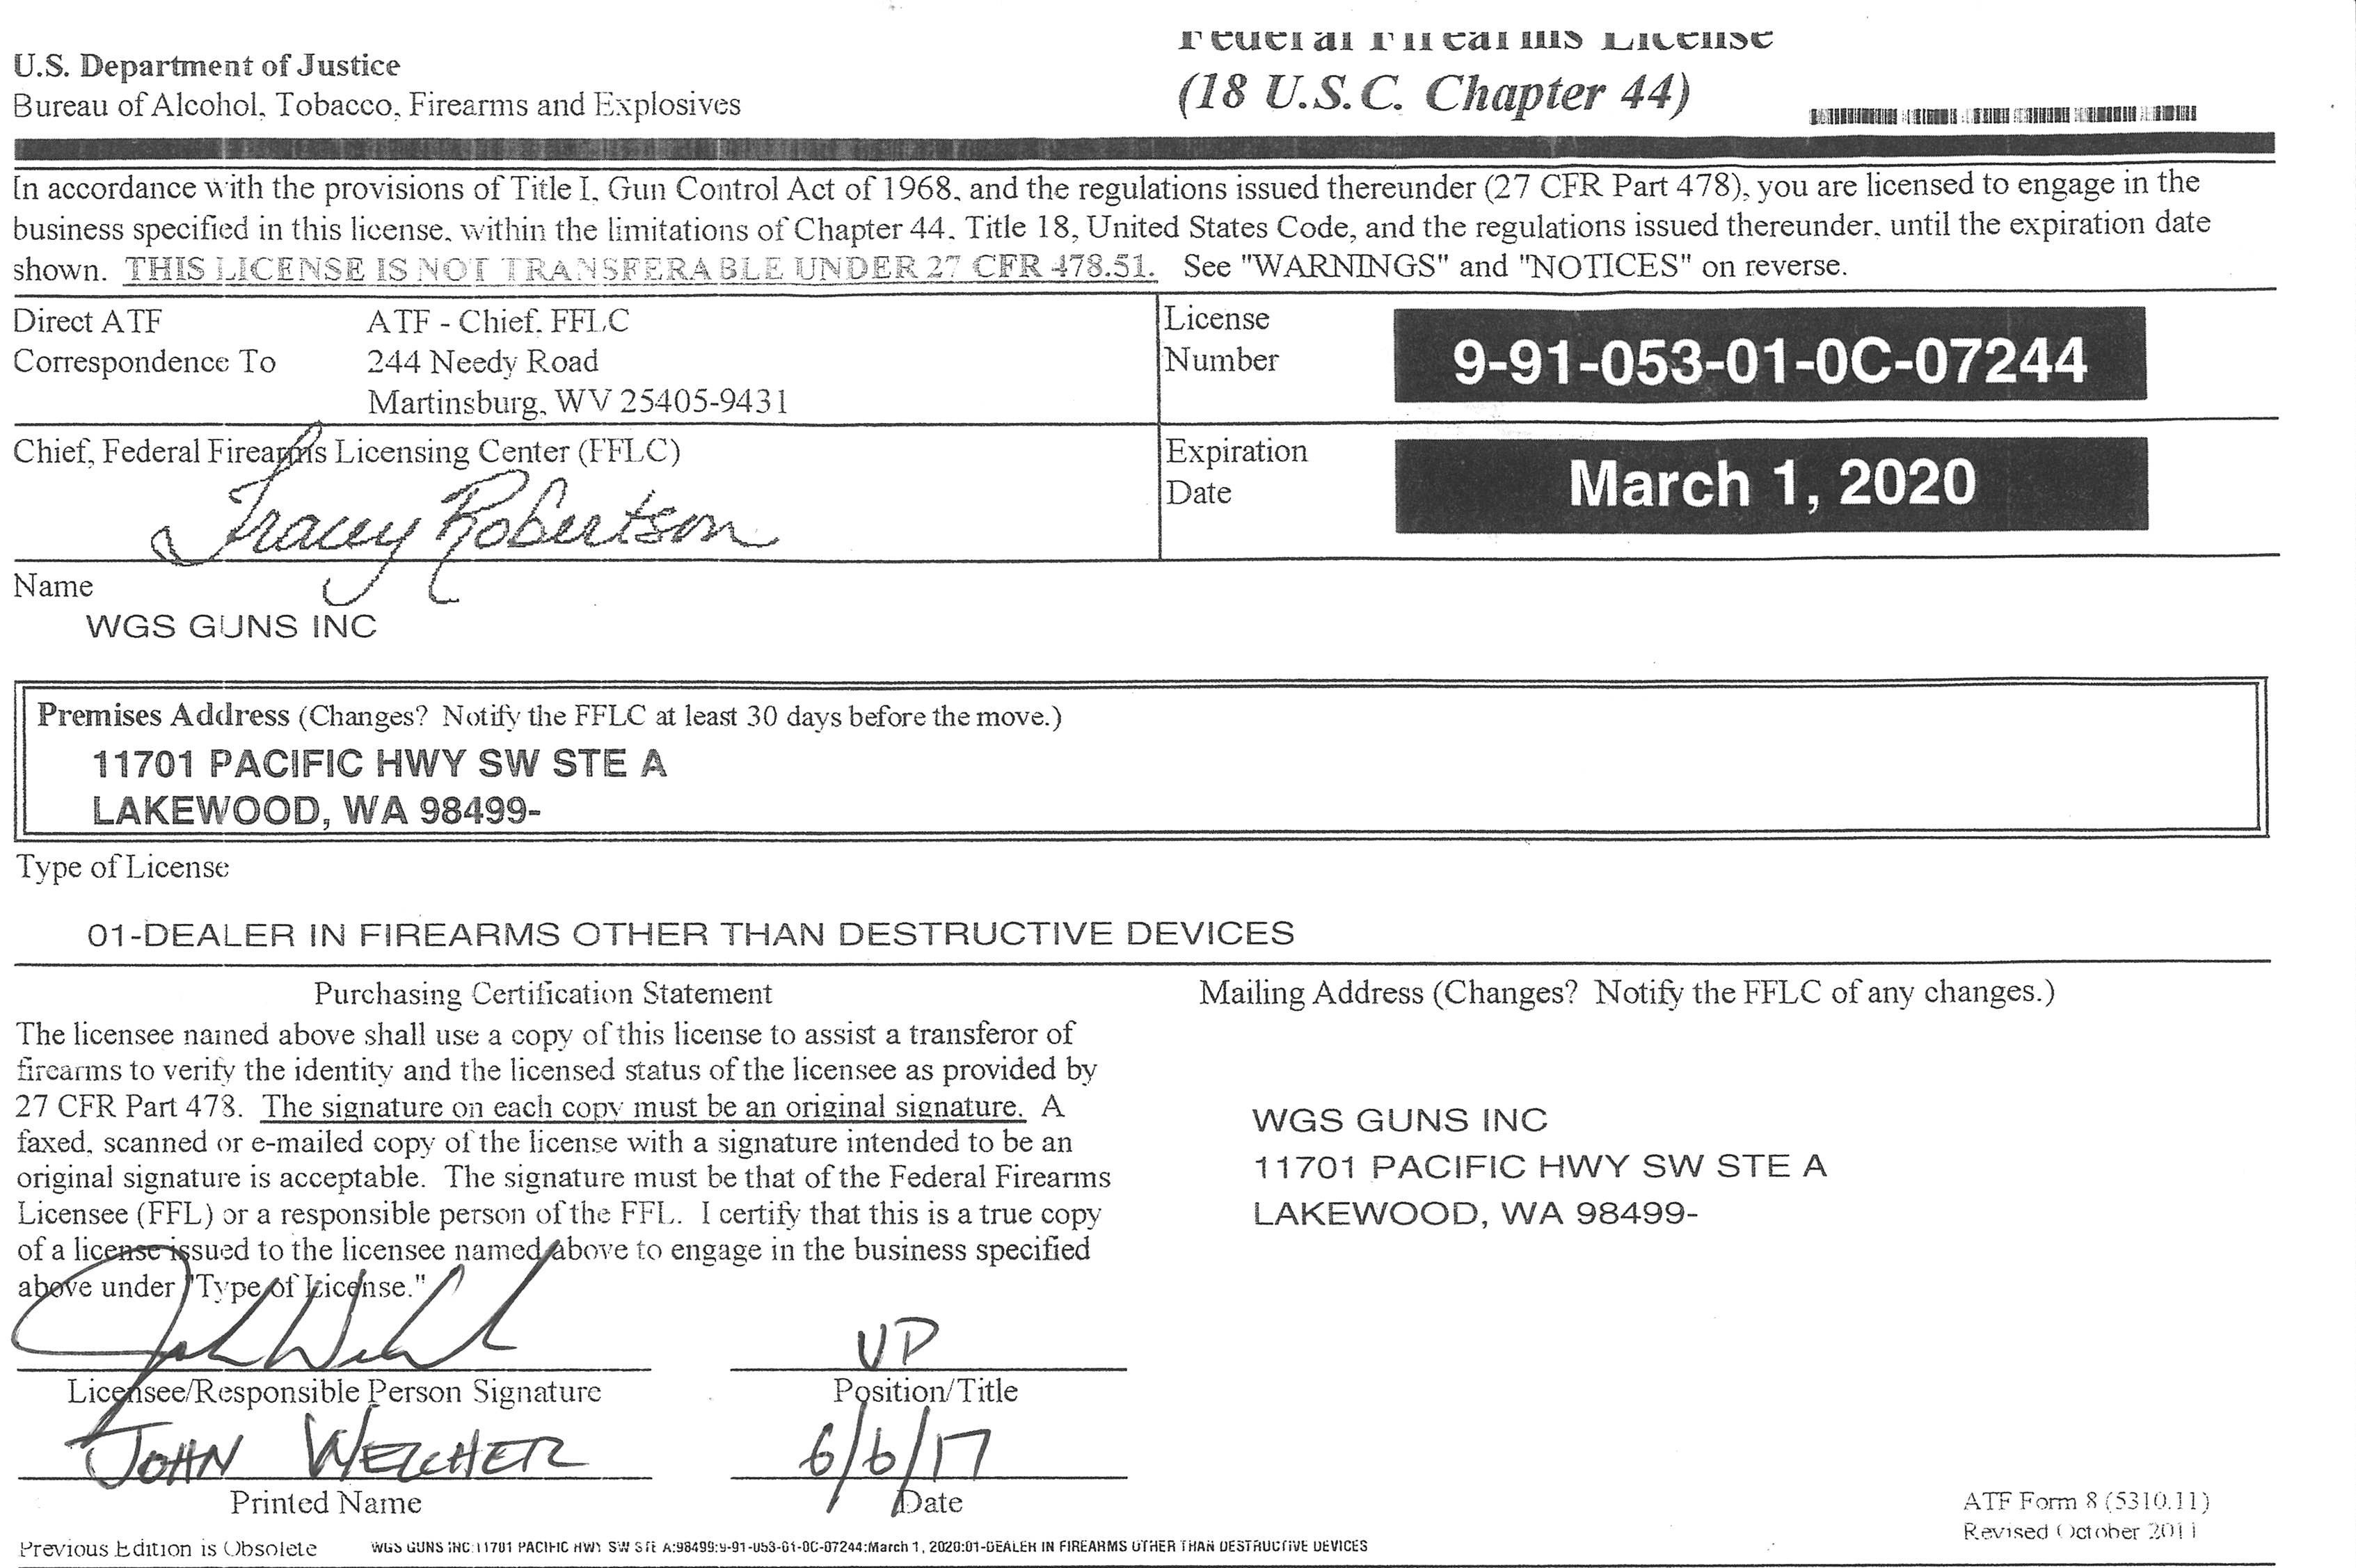 U.S. Department of Justice
Bureau of Alcohol, Tobacco, Firearms and Explosives
Federal Firearms License
(18 U.S.C. Chapter 44)
In accordance with the provisions of Title I, Gun Control Act of 1968, and the regulations issued thereunder (27 CFR Part 478), you are licensed to engage in the
business specified in this license, within the limitations of Chapter 44, Title 18, United States Code, and the regulations issued thereunder, until the expiration date
shown. THIS LICENSE IS NOT TRANSFERABLE UNDER 27 CFR 478.51. See "WARNINGS" and "NOTICES" on reverse.
Direct ATF
Correspondence To
ATF - Chief, FFLC
244 Needy Road
Martinsburg, WV 25405-9431
License
Number
9-91-053-01-0C-07244
Chief, Federal Firearms Licensing Center (FFLC)
Tracey Robertson
Expiration
Date
March 1, 2020
Name
WGS GUNS INC
Premises Address (Changes? Notify the FFLC at least 30 days before the move.)
11701 PACIFIC HWY SW STE A
LAKEWOOD, WA 98499-
Type of License
01-DEALER IN FIREARMS OTHER THAN DESTRUCTIVE DEVICES
Purchasing Certification Statement
The licensee named above shall use a copy of this license to assist a transferor of
firearms to verify the identity and the licensed status of the licensee as provided by
27 CFR Part 478. The signature on each copy must be an original signature. A
faxed, scanned or e-mailed copy of the license with a signature intended to be an
original signature is acceptable. The signature must be that of the Federal Firearms
Licensee (FFL) or a responsible person of the FFL. I certify that this is a true copy
of a license issued to the licensee named above to engage in the business specified
above under "Type of License."
Mailing Address (Changes? Notify the FFLC of any changes.)
WGS GUNS INC
11701 PACIFIC HWY SW STE A
LAKEWOOD, WA 98499-
VP
Licensee/Responsible Person Signature
Position/Title
JOHN WELCHER
6/6/17
Printed Name
Date
ATF Form 8 (5310.11)
Revised October 2011
Previous Edition is Obsolete
WGS GUNS INC:11701 PACIFIC HWY SW STE A:98499:9-91-053-01-0C-07244:March 1, 2020:01-DEALER IN FIREARMS OTHER THAN DESTRUCTIVE DEVICES